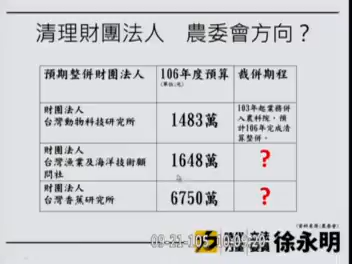 清理財團法人　農委會方向？
預期整併財團法人
106年度預算
(單位:元)
裁併期程
財團法人
台灣動物科技研究所
1483萬
103年起業務併
入農科院，預
計106年完成清
算整併。
財團法人
台灣漁業及海洋技術顧
問社
1648萬
？
財團法人
台灣香蕉研究所
6750萬
？
09-21-105
徐永明